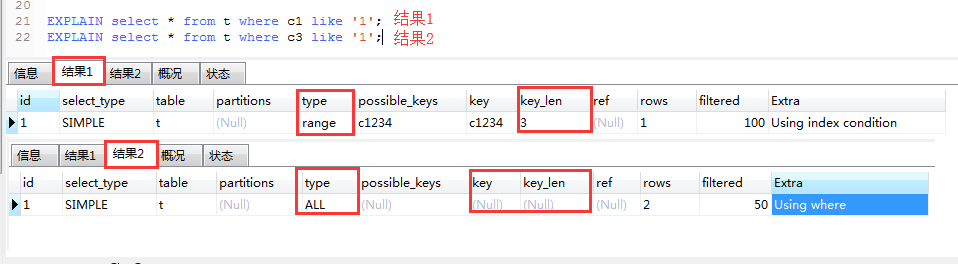 20
21 EXPLAIN select * from t where c1 like '1'; 结果1
22 EXPLAIN select * from t where c3 like '1'; 结果2
信息 结果1 结果2 概况 状态
id select_type table partitions type possible_keys key key_len ref rows filtered Extra
1 SIMPLE t (Null) range c1234 c1234 3 (Null) 1 100 Using index condition
信息 结果1 结果2 概况 状态
id select_type table partitions type possible_keys key key_len ref rows filtered Extra
1 SIMPLE t (Null) ALL (Null) (Null) (Null) (Null) 2 50 Using where